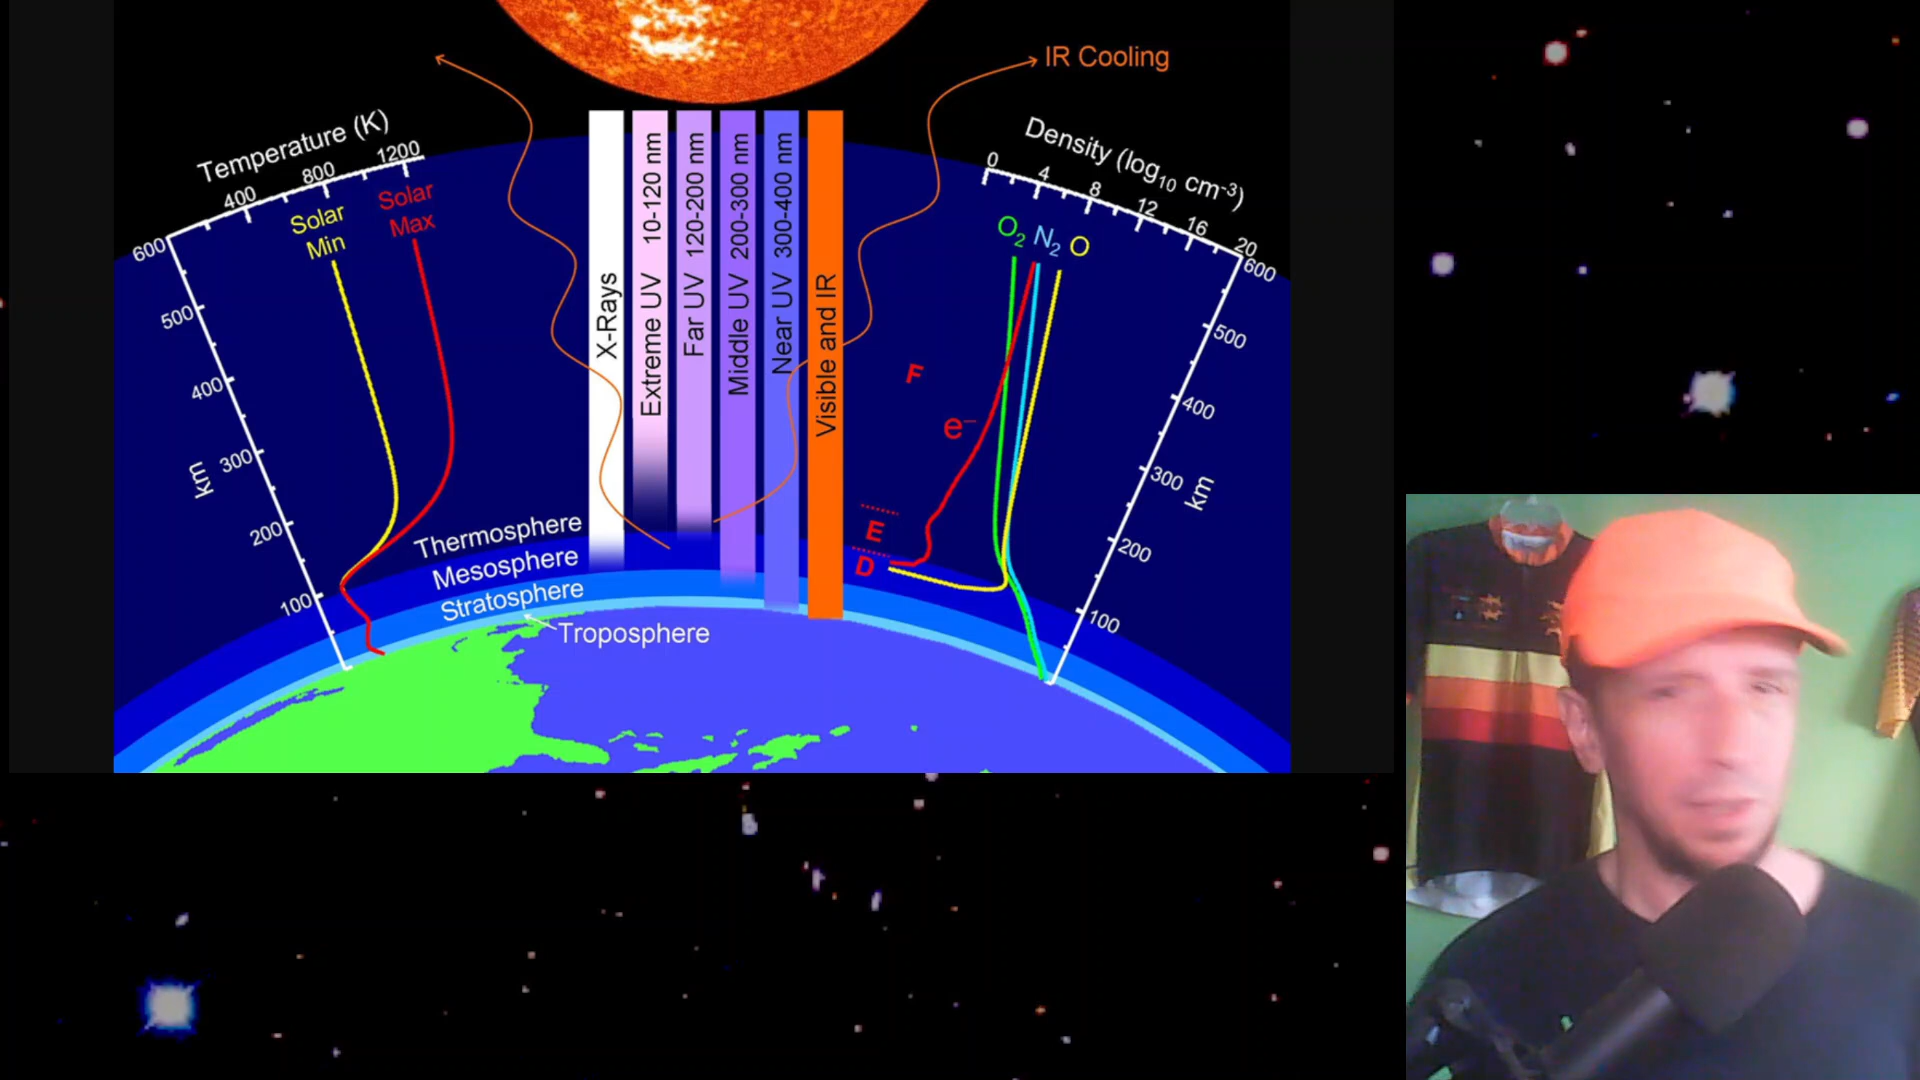 IR Cooling
Temperature (K)
400
800
1200
Solar
Min
Solar
Max
600
500
400
300
200
100
km
X-Rays
Extreme UV 10-120 nm
Far UV 120-200 nm
Middle UV 200-300 nm
Near UV 300-400 nm
Visible and IR
Density (log10 cm-3)
0
4
8
12
16
20
O2
N2
O
F
e−
E
D
600
500
400
300
200
100
km
Thermosphere
Mesosphere
Stratosphere
Troposphere